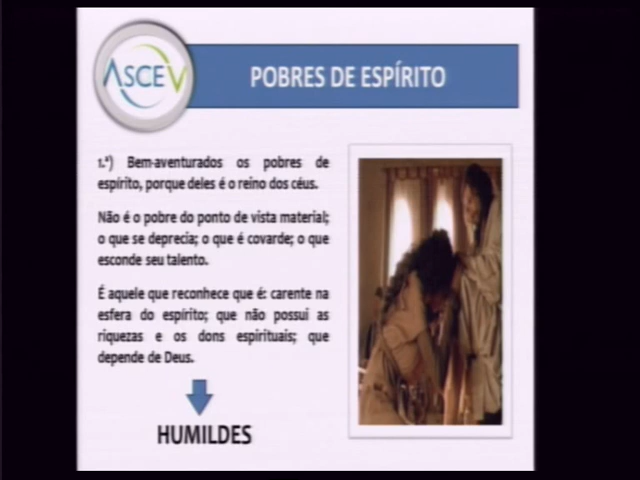 ASCEV
POBRES DE ESPÍRITO
1.ª) Bem-aventurados os pobres de
espírito, porque deles é o reino dos céus.
Não é o pobre do ponto de vista material;
o que se deprecia; o que é covarde; o que
esconde seu talento.
É aquele que reconhece que é: carente na
esfera do espírito; que não possui as
riquezas e os dons espirituais; que
depende de Deus.
HUMILDES